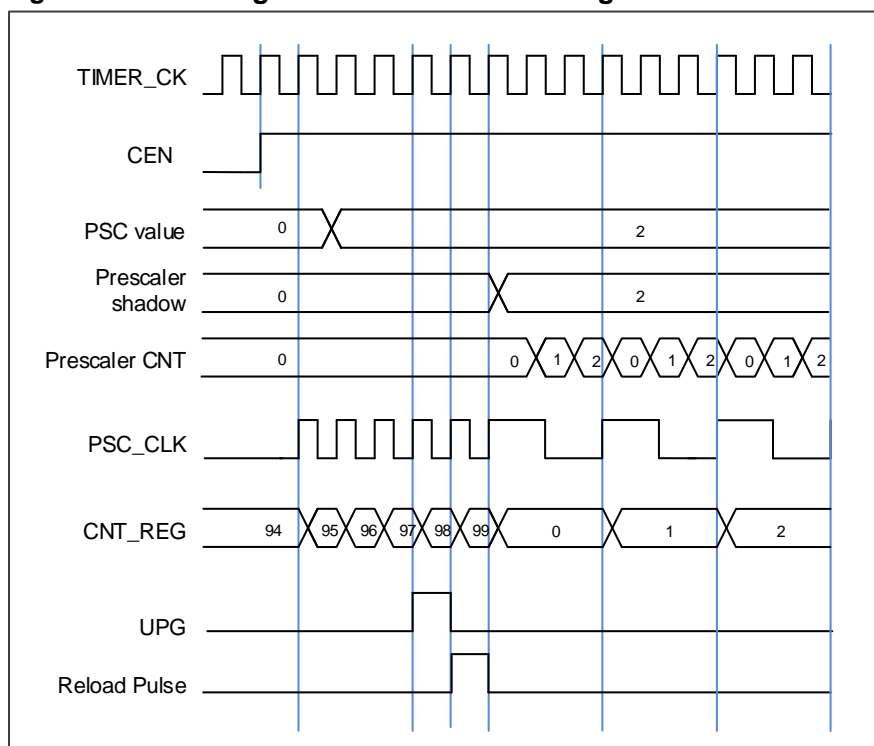 TIMER_CK
CEN
PSC value 0 2
Prescaler
shadow 0 2
Prescaler CNT 0 0 1 2 0 1 2 0 1 2
PSC_CLK
CNT_REG 94 95 96 97 98 99 0 1 2
UPG
Reload Pulse